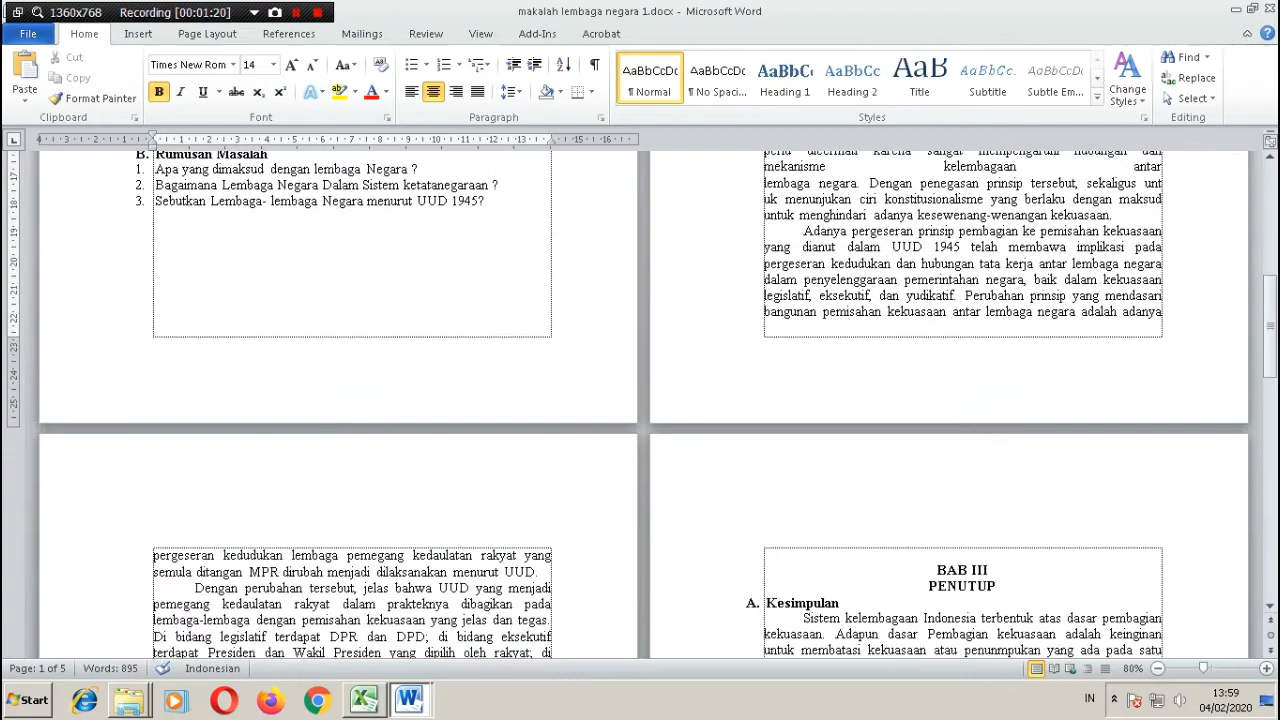 1360x768 Recording [00:01:20]
makalah lembaga negara 1.docx - Microsoft Word
File Home Insert Page Layout References Mailings Review View Add-Ins Acrobat
Paste
Cut
Copy
Format Painter
Clipboard
Times New Rom 14
Font
Paragraph
AaBbCcDc AaBbCcDc AaBbC( AaBbCc AaB AaBbCc. AaBbCcDc
¶ Normal ¶ No Spaci... Heading 1 Heading 2 Title Subtitle Subtle Em...
Styles
Change Styles
Find
Replace
Select
Editing
B. Rumusan Masalah
1. Apa yang dimaksud dengan lembaga Negara ?
2. Bagaimana Lembaga Negara Dalam Sistem ketatanegaraan ?
3. Sebutkan Lembaga- lembaga Negara menurut UUD 1945?
perlu dicermati karena sangat mempengaruhi hubungan dan
mekanisme kelembagaan antar
lembaga negara. Dengan penegasan prinsip tersebut, sekaligus unt
uk menunjukan ciri konstitusionalisme yang berlaku dengan maksud
untuk menghindari adanya kesewenang-wenangan kekuasaan.
Adanya pergeseran prinsip pembagian ke pemisahan kekuasaan
yang dianut dalam UUD 1945 telah membawa implikasi pada
pergeseran kedudukan dan hubungan tata kerja antar lembaga negara
dalam penyelenggaraan pemerintahan negara, baik dalam kekuasaan
legislatif, eksekutif, dan yudikatif. Perubahan prinsip yang mendasari
bangunan pemisahan kekuasaan antar lembaga negara adalah adanya
pergeseran kedudukan lembaga pemegang kedaulatan rakyat yang
semula ditangan MPR dirubah menjadi dilaksanakan menurut UUD.
Dengan perubahan tersebut, jelas bahwa UUD yang menjadi
pemegang kedaulatan rakyat dalam prakteknya dibagikan pada
lembaga-lembaga dengan pemisahan kekuasaan yang jelas dan tegas.
Di bidang legislatif terdapat DPR dan DPD; di bidang eksekutif
terdapat Presiden dan Wakil Presiden yang dipilih oleh rakyat; di
BAB III
PENUTUP
A. Kesimpulan
Sistem kelembagaan Indonesia terbentuk atas dasar pembagian
kekuasaan. Adapun dasar Pembagian kekuasaan adalah keinginan
untuk membatasi kekuasaan atau penunmpukan yang ada pada satu
Page: 1 of 5 Words: 895 Indonesian 80%
Start IN 13:59
04/02/2020